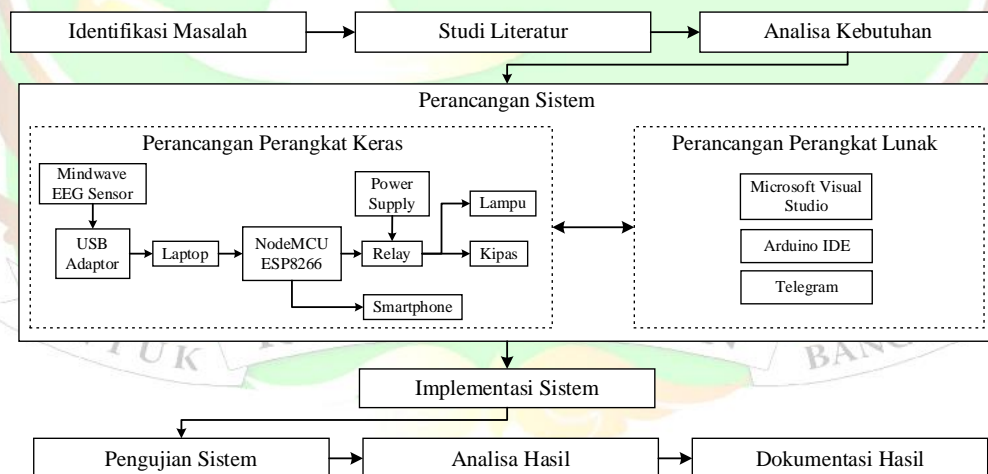 Identifikasi Masalah
Studi Literatur
Analisa Kebutuhan
Perancangan Sistem
Perancangan Perangkat Keras
Mindwave
EEG Sensor
USB
Adaptor
Laptop
NodeMCU
ESP8266
Power
Supply
Relay
Lampu
Kipas
Smartphone
Perancangan Perangkat Lunak
Microsoft Visual
Studio
Arduino IDE
Telegram
UNTUK
Implementasi Sistem
Pengujian Sistem
Analisa Hasil
Dokumentasi Hasil